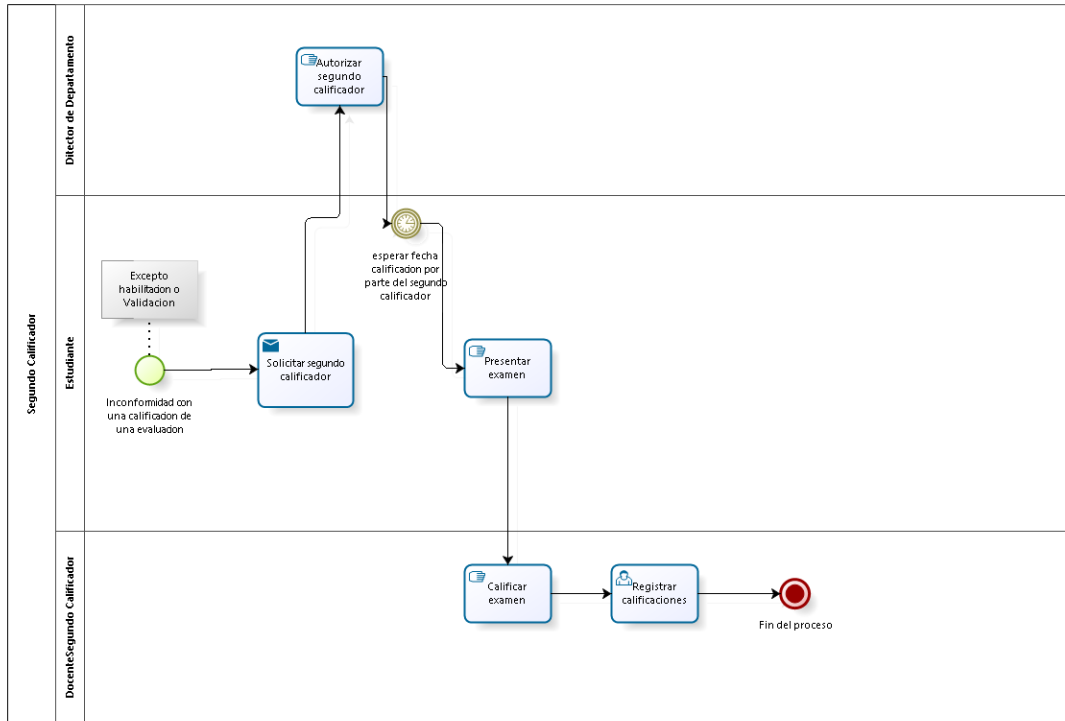 Segundo Calificador
Ditector de Departamento
Autorizar
segundo
calificador
Estudiante
Excepto
habilitacion o
Validacion
Inconformidad con
una calificacion de
una evaluacion
Solicitar segundo
calificador
esperar fecha
calificacion por
parte del segundo
calificador
Presentar
examen
DocenteSegundo Calificador
Calificar
examen
Registrar
calificaciones
Fin del proceso